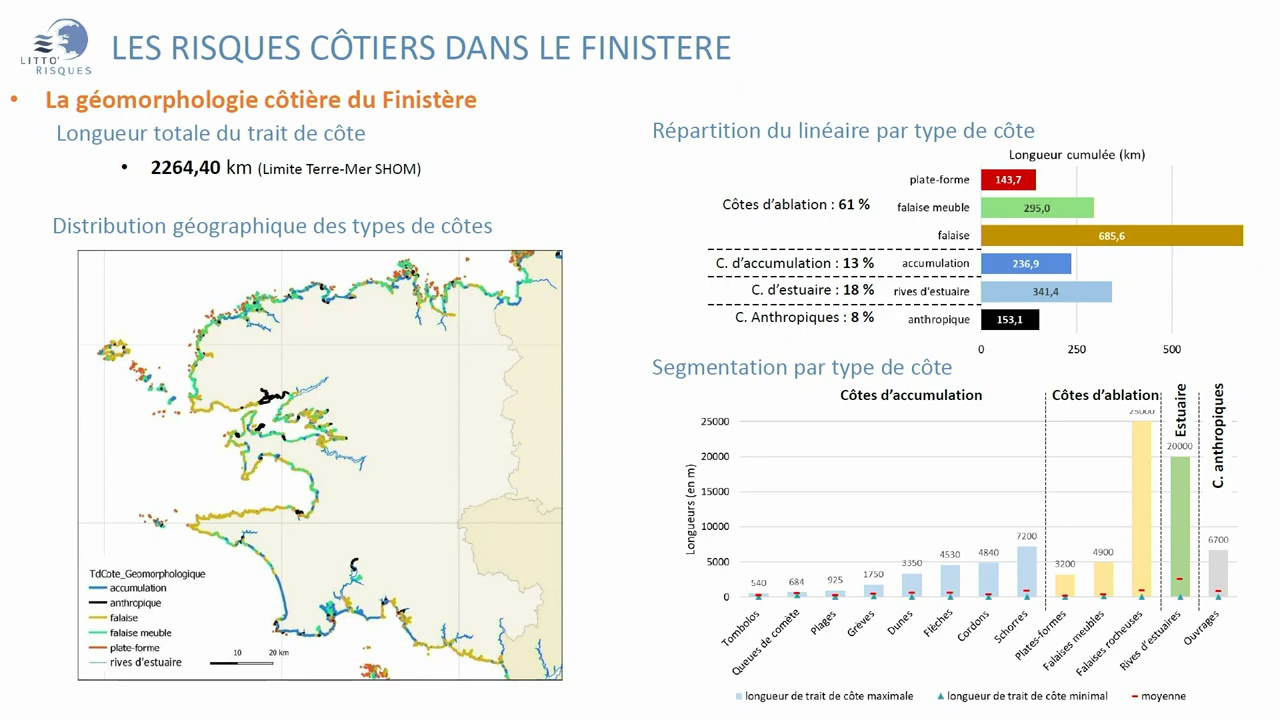 LITTO'
RISQUES
LES RISQUES CÔTIERS DANS LE FINISTERE
• La géomorphologie côtière du Finistère
Longueur totale du trait de côte
• 2264,40 km (Limite Terre-Mer SHOM)
Distribution géographique des types de côtes
TdCote_Geomorphologique
accumulation
anthropique
falaise
falaise meuble
plate-forme
rives d'estuaire
10 20 km
Répartition du linéaire par type de côte
Longueur cumulée (km)
plate-forme 143,7
Côtes d'ablation : 61 %
falaise meuble 295,0
falaise 685,6
C. d'accumulation : 13 % accumulation 236,9
C. d'estuaire : 18 % rives d'estuaire 341,4
C. Anthropiques : 8 % anthropique 153,1
0 250 500
Segmentation par type de côte
Côtes d'accumulation
Côtes d'ablation
Estuaire
C. anthropiques
Longueurs (en m)
25000
20000
15000
10000
5000
0
540
684
925
1750
3350
4530
4840
7200
3200
4900
25000
20000
6700
Tombolos
Queues de comète
Plages
Grèves
Dunes
Flèches
Cordons
Schorres
Plates-formes
Falaises meubles
Falaises rocheuses
Rives d'estuaires
Ouvrages
longueur de trait de côte maximale
longueur de trait de côte minimal
moyenne